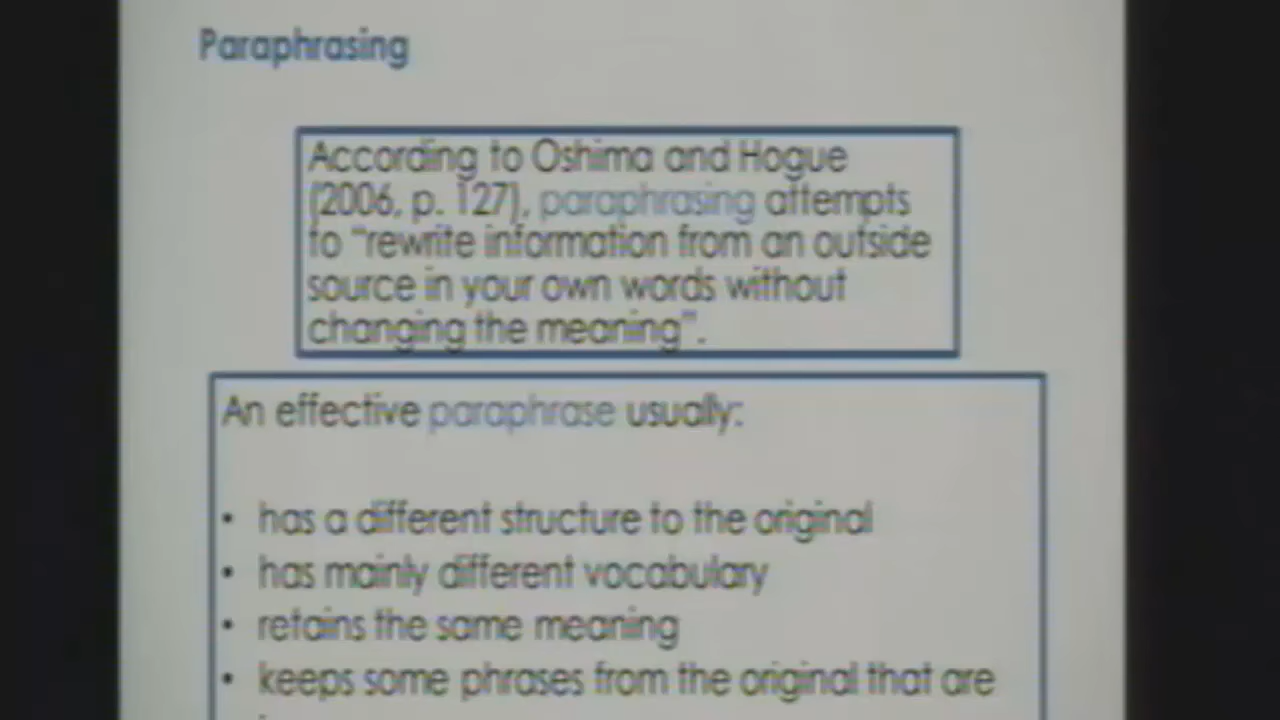 Paraphrasing
According to Oshima and Hogue
(2006, p. 127), paraphrasing attempts
to "rewrite information from an outside
source in your own words without
changing the meaning".
An effective paraphrase usually:
• has a different structure to the original
• has mainly different vocabulary
• retains the same meaning
• keeps some phrases from the original that are